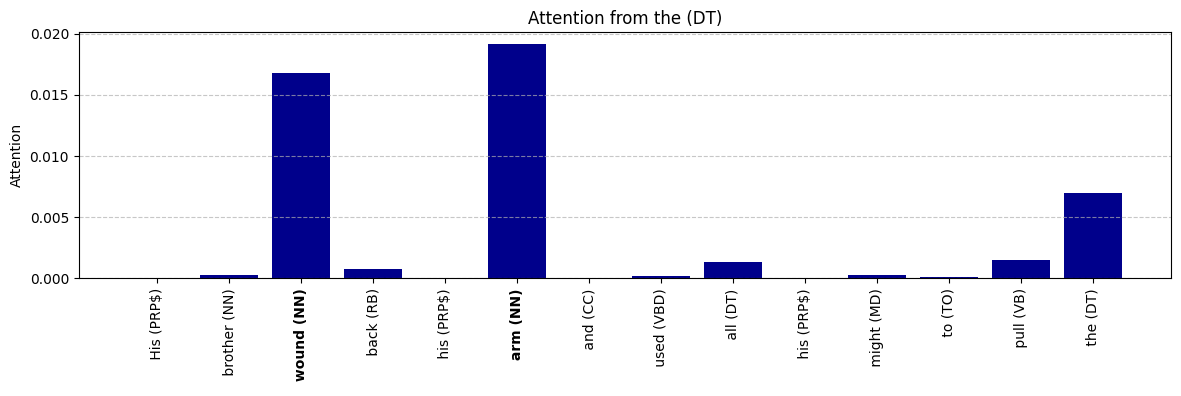 Attention from the (DT)
Attention
0.020
0.015
0.010
0.005
0.000
His (PRP$)
brother (NN)
wound (NN)
back (RB)
his (PRP$)
arm (NN)
and (CC)
used (VBD)
all (DT)
his (PRP$)
might (MD)
to (TO)
pull (VB)
the (DT)